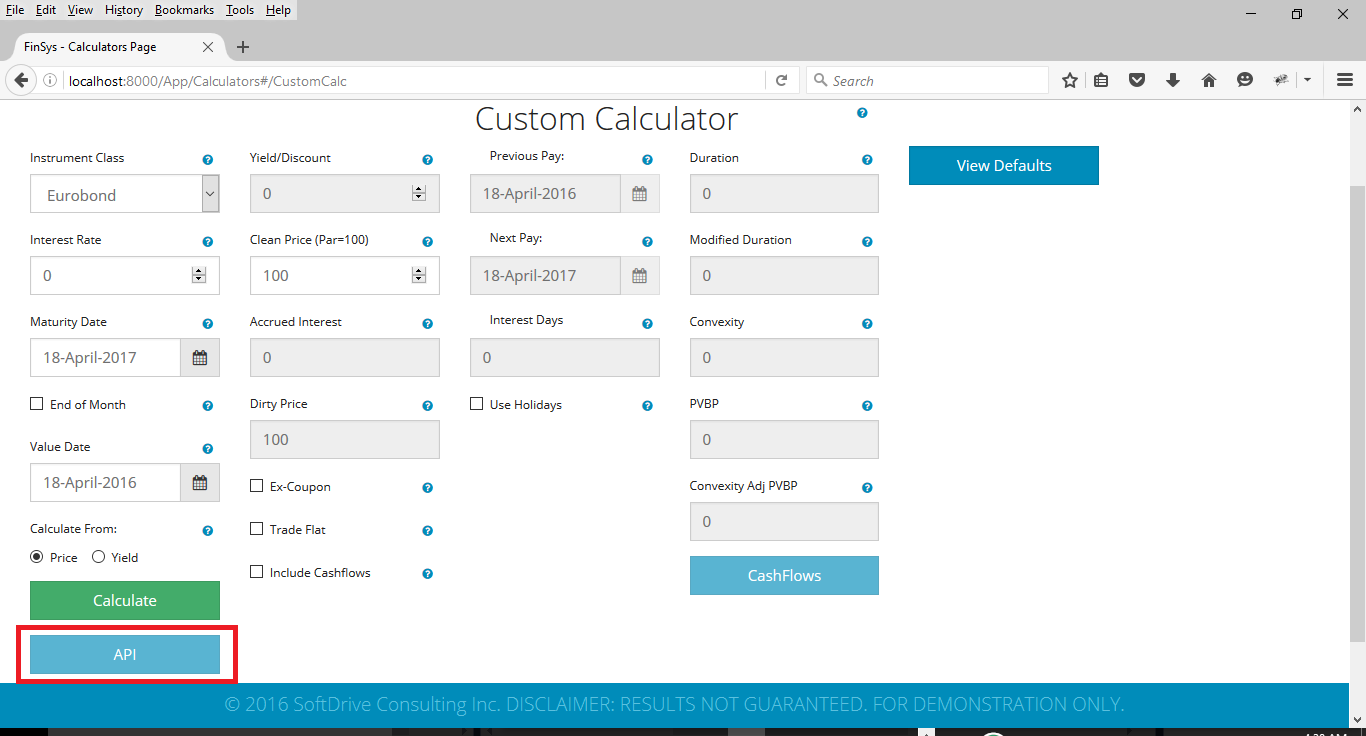 File Edit View History Bookmarks Tools Help
FinSys - Calculators Page
localhost:8000/App/Calculators#/CustomCalc
Search
Custom Calculator
Instrument Class
Eurobond
Interest Rate
0
Maturity Date
18-April-2017
End of Month
Value Date
18-April-2016
Calculate From:
Price Yield
Calculate
API
Yield/Discount
0
Clean Price (Par=100)
100
Accrued Interest
0
Dirty Price
100
Ex-Coupon
Trade Flat
Include Cashflows
Previous Pay:
18-April-2016
Next Pay:
18-April-2017
Interest Days
0
Use Holidays
Duration
0
Modified Duration
0
Convexity
0
PVBP
0
Convexity Adj PVBP
0
CashFlows
View Defaults
© 2016 SoftDrive Consulting Inc. DISCLAIMER: RESULTS NOT GUARANTEED. FOR DEMONSTRATION ONLY.